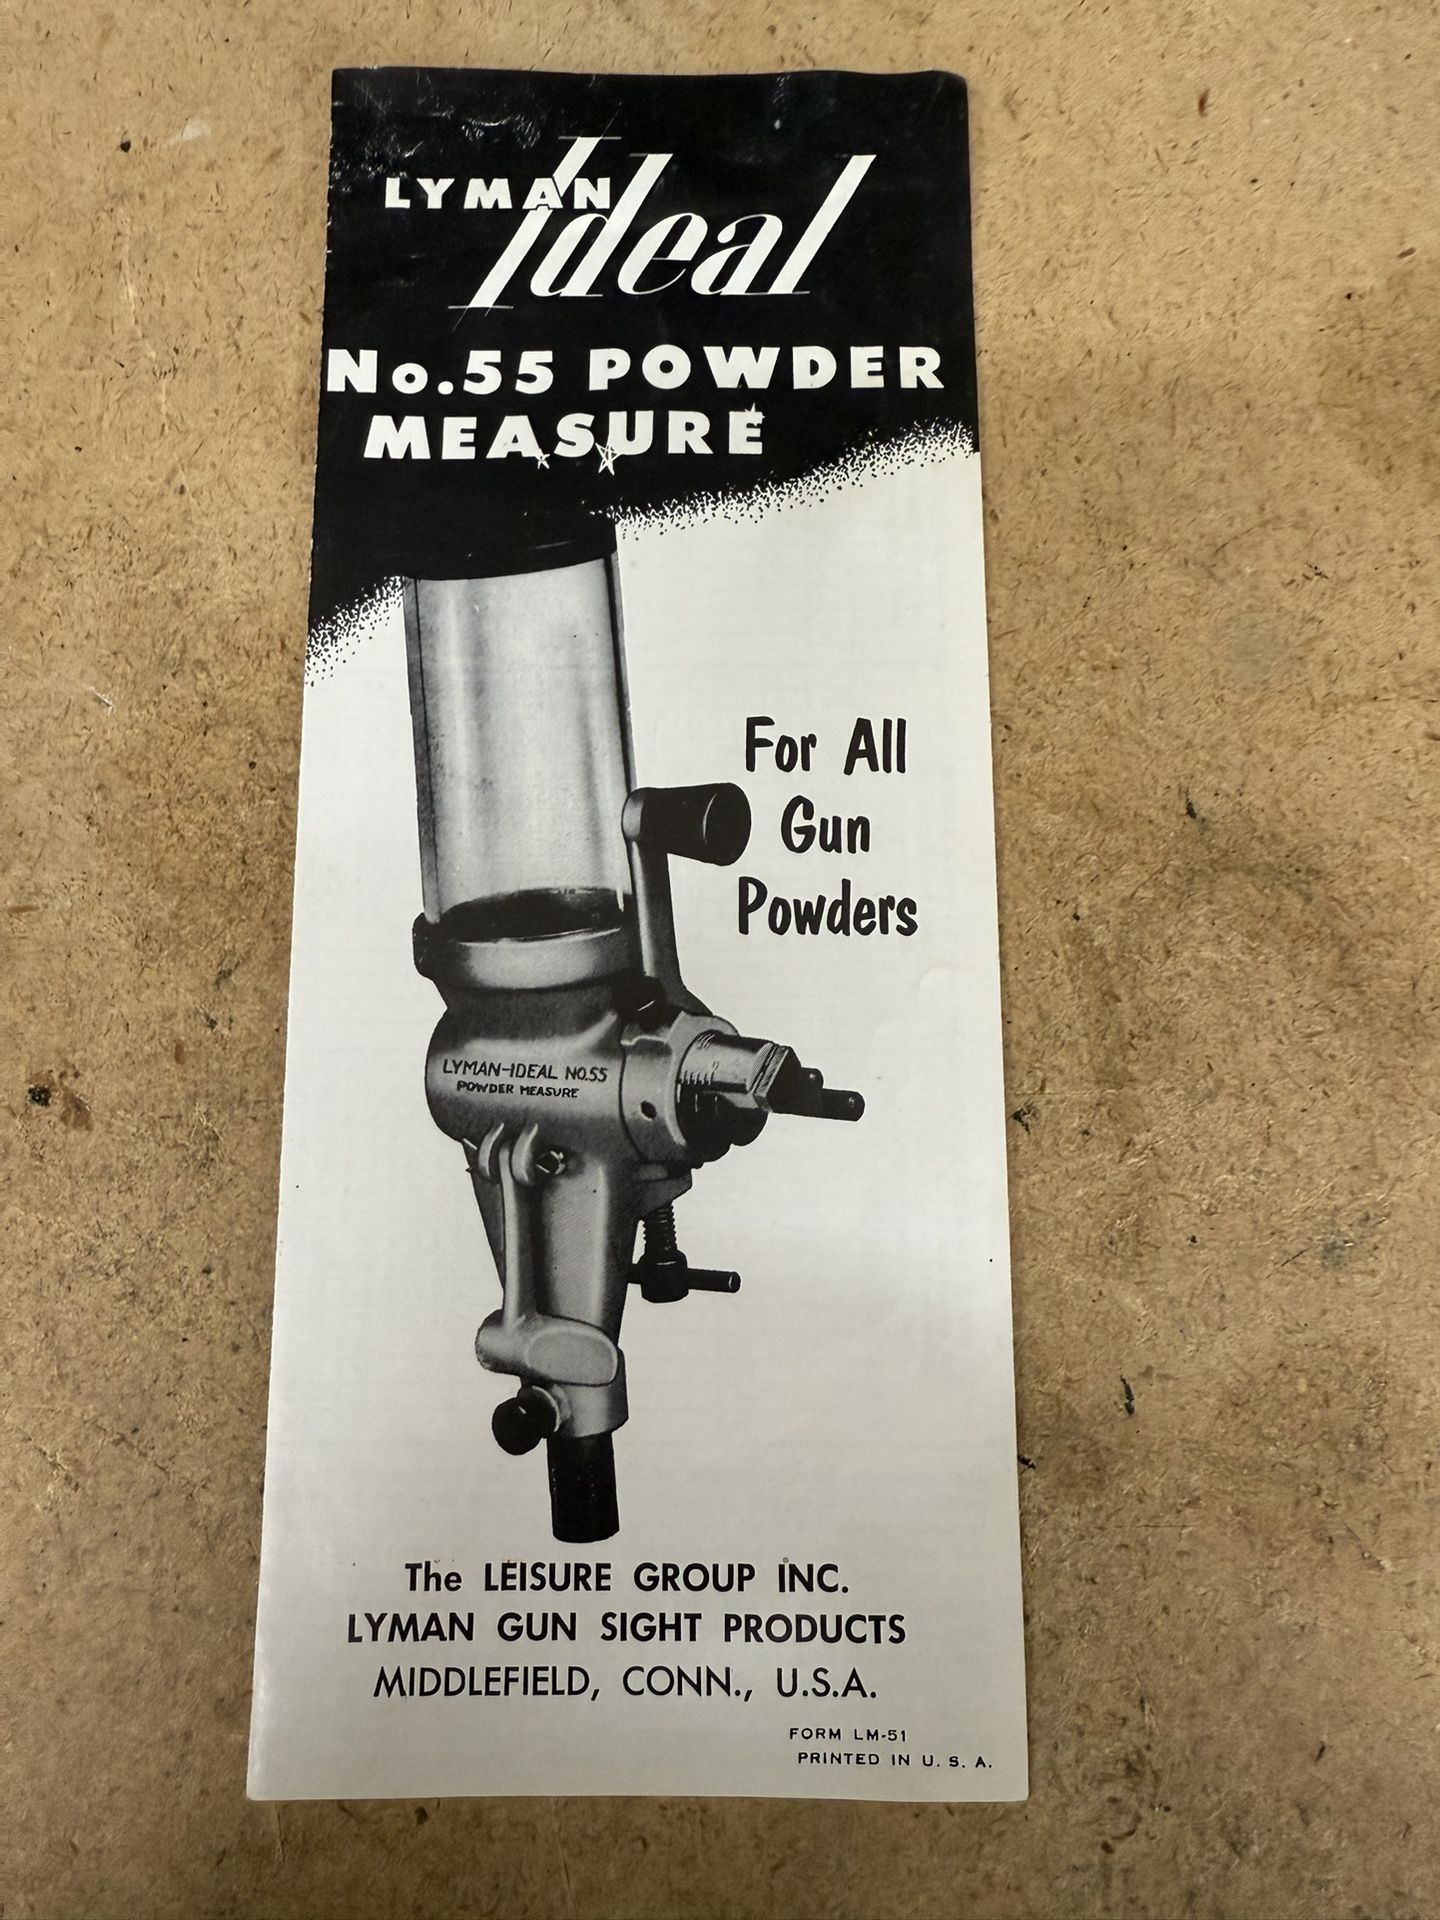 LYMAN Ideal
No.55 POWDER
MEASURE
For All
Gun
Powders
LYMAN-IDEAL NO.55
POWDER MEASURE
The LEISURE GROUP INC.
LYMAN GUN SIGHT PRODUCTS
MIDDLEFIELD, CONN., U.S.A.
FORM LM-51
PRINTED IN U. S. A.